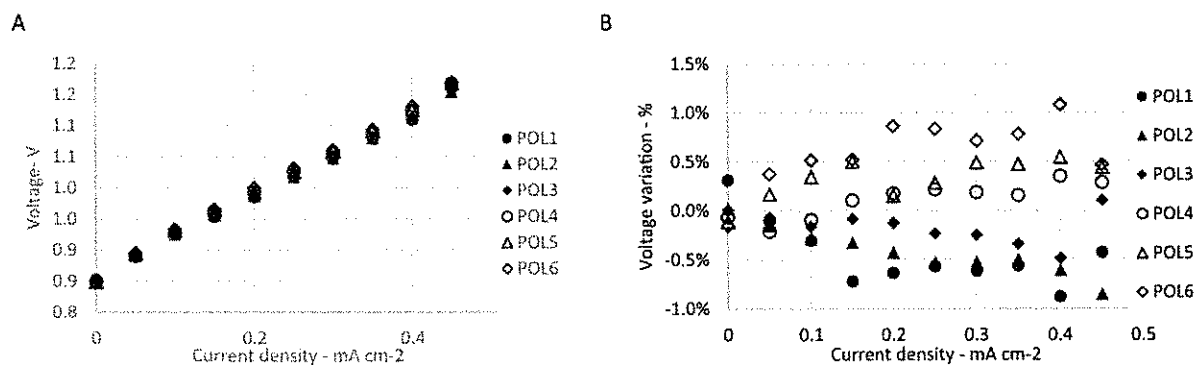 A
1.2
1.2
1.1
1.1
1.0
1.0
0.9
0.9
0.8
Voltage- V
0
0.2
0.4
Current density - mA cm-2
POL1
POL2
POL3
POL4
POL5
POL6
B
1.5%
1.0%
0.5%
0.0%
-0.5%
-1.0%
Voltage variation - %
0
0.1
0.2
0.3
0.4
0.5
Current density - mA cm-2
POL1
POL2
POL3
POL4
POL5
POL6